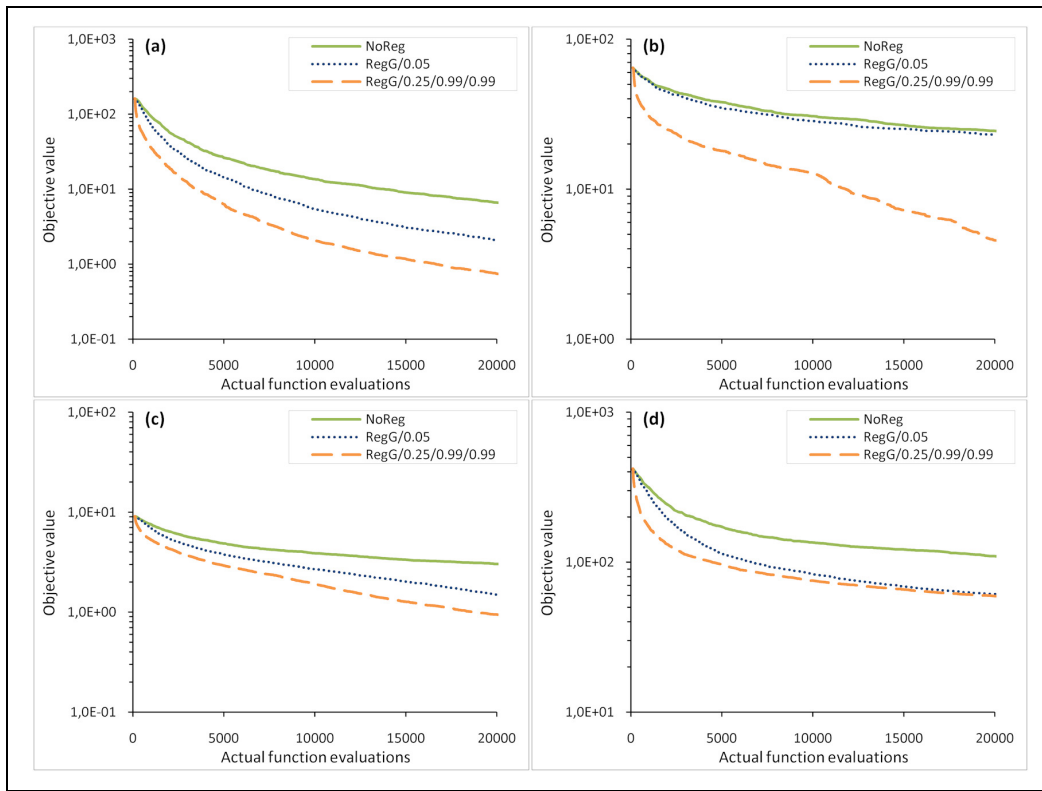 (a)
NoReg
RegG/0.05
RegG/0.25/0.99/0.99
1,0E+03
1,0E+02
1,0E+01
1,0E+00
1,0E-01
Objective value
0 5000 10000 15000 20000
Actual function evaluations
(b)
NoReg
RegG/0.05
RegG/0.25/0.99/0.99
1,0E+02
1,0E+01
1,0E+00
Objective value
0 5000 10000 15000 20000
Actual function evaluations
(c)
NoReg
RegG/0.05
RegG/0.25/0.99/0.99
1,0E+02
1,0E+01
1,0E+00
1,0E-01
Objective value
0 5000 10000 15000 20000
Actual function evaluations
(d)
NoReg
RegG/0.05
RegG/0.25/0.99/0.99
1,0E+03
1,0E+02
1,0E+01
Objective value
0 5000 10000 15000 20000
Actual function evaluations